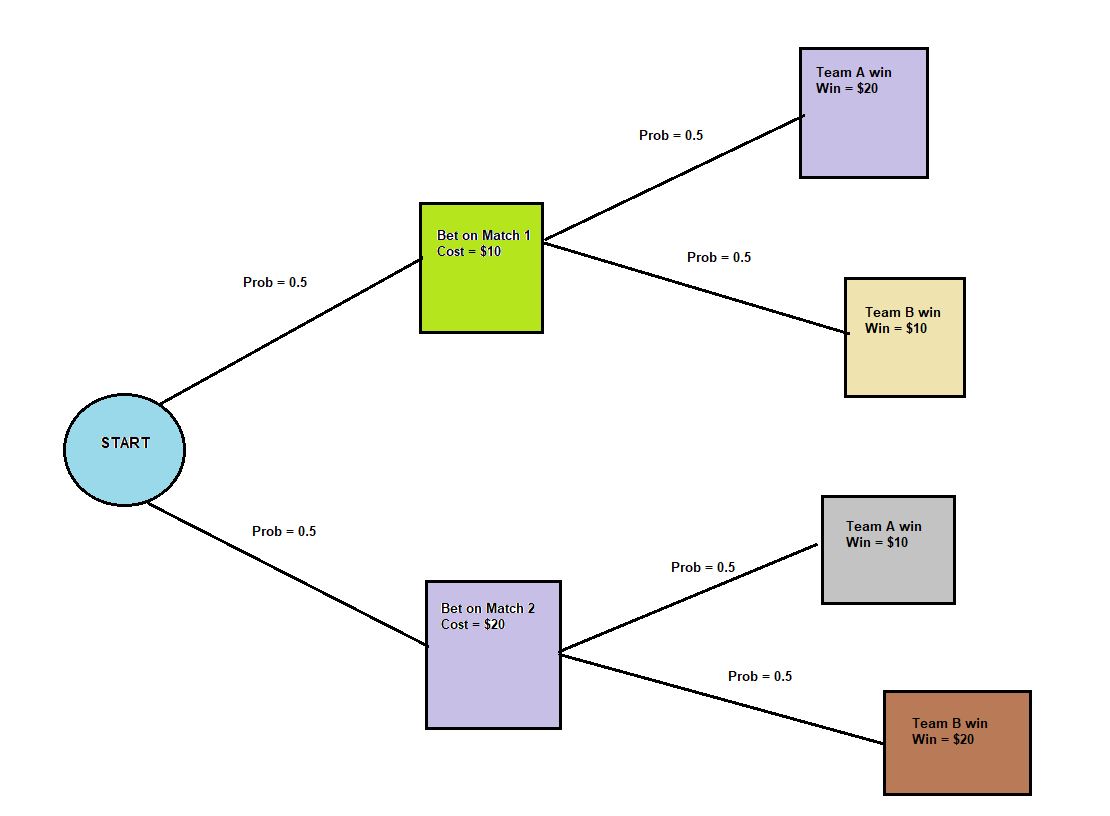 Team A win
Win = $20
Prob = 0.5
Bet on Match 1
Cost = $10
Prob = 0.5
Prob = 0.5
Team B win
Win = $10
START
Prob = 0.5
Team A win
Win = $10
Prob = 0.5
Bet on Match 2
Cost = $20
Prob = 0.5
Team B win
Win = $20